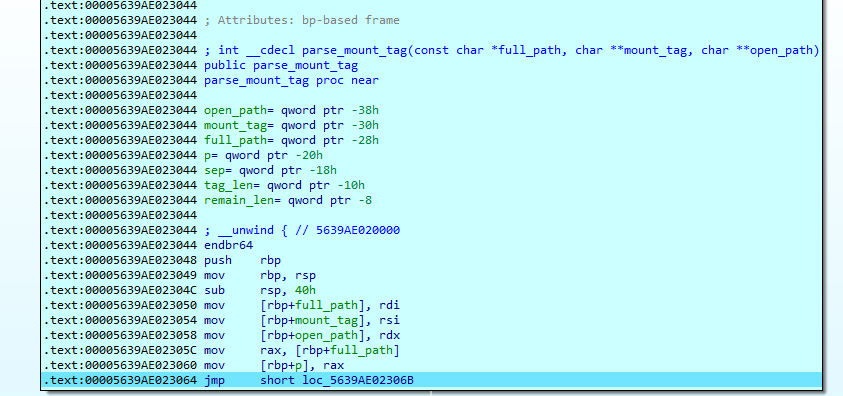 .text:00005639AE023044
.text:00005639AE023044 ; Attributes: bp-based frame
.text:00005639AE023044
.text:00005639AE023044 ; int __cdecl parse_mount_tag(const char *full_path, char **mount_tag, char **open_path)
.text:00005639AE023044 public parse_mount_tag
.text:00005639AE023044 parse_mount_tag proc near
.text:00005639AE023044
.text:00005639AE023044 open_path= qword ptr -38h
.text:00005639AE023044 mount_tag= qword ptr -30h
.text:00005639AE023044 full_path= qword ptr -28h
.text:00005639AE023044 p= qword ptr -20h
.text:00005639AE023044 sep= qword ptr -18h
.text:00005639AE023044 tag_len= qword ptr -10h
.text:00005639AE023044 remain_len= qword ptr -8
.text:00005639AE023044
.text:00005639AE023044 ; __unwind { // 5639AE020000
.text:00005639AE023044 endbr64
.text:00005639AE023048 push    rbp
.text:00005639AE023049 mov     rbp, rsp
.text:00005639AE02304C sub     rsp, 40h
.text:00005639AE023050 mov     [rbp+full_path], rdi
.text:00005639AE023054 mov     [rbp+mount_tag], rsi
.text:00005639AE023058 mov     [rbp+open_path], rdx
.text:00005639AE02305C mov     rax, [rbp+full_path]
.text:00005639AE023060 mov     [rbp+p], rax
.text:00005639AE023064 jmp     short loc_5639AE02306B